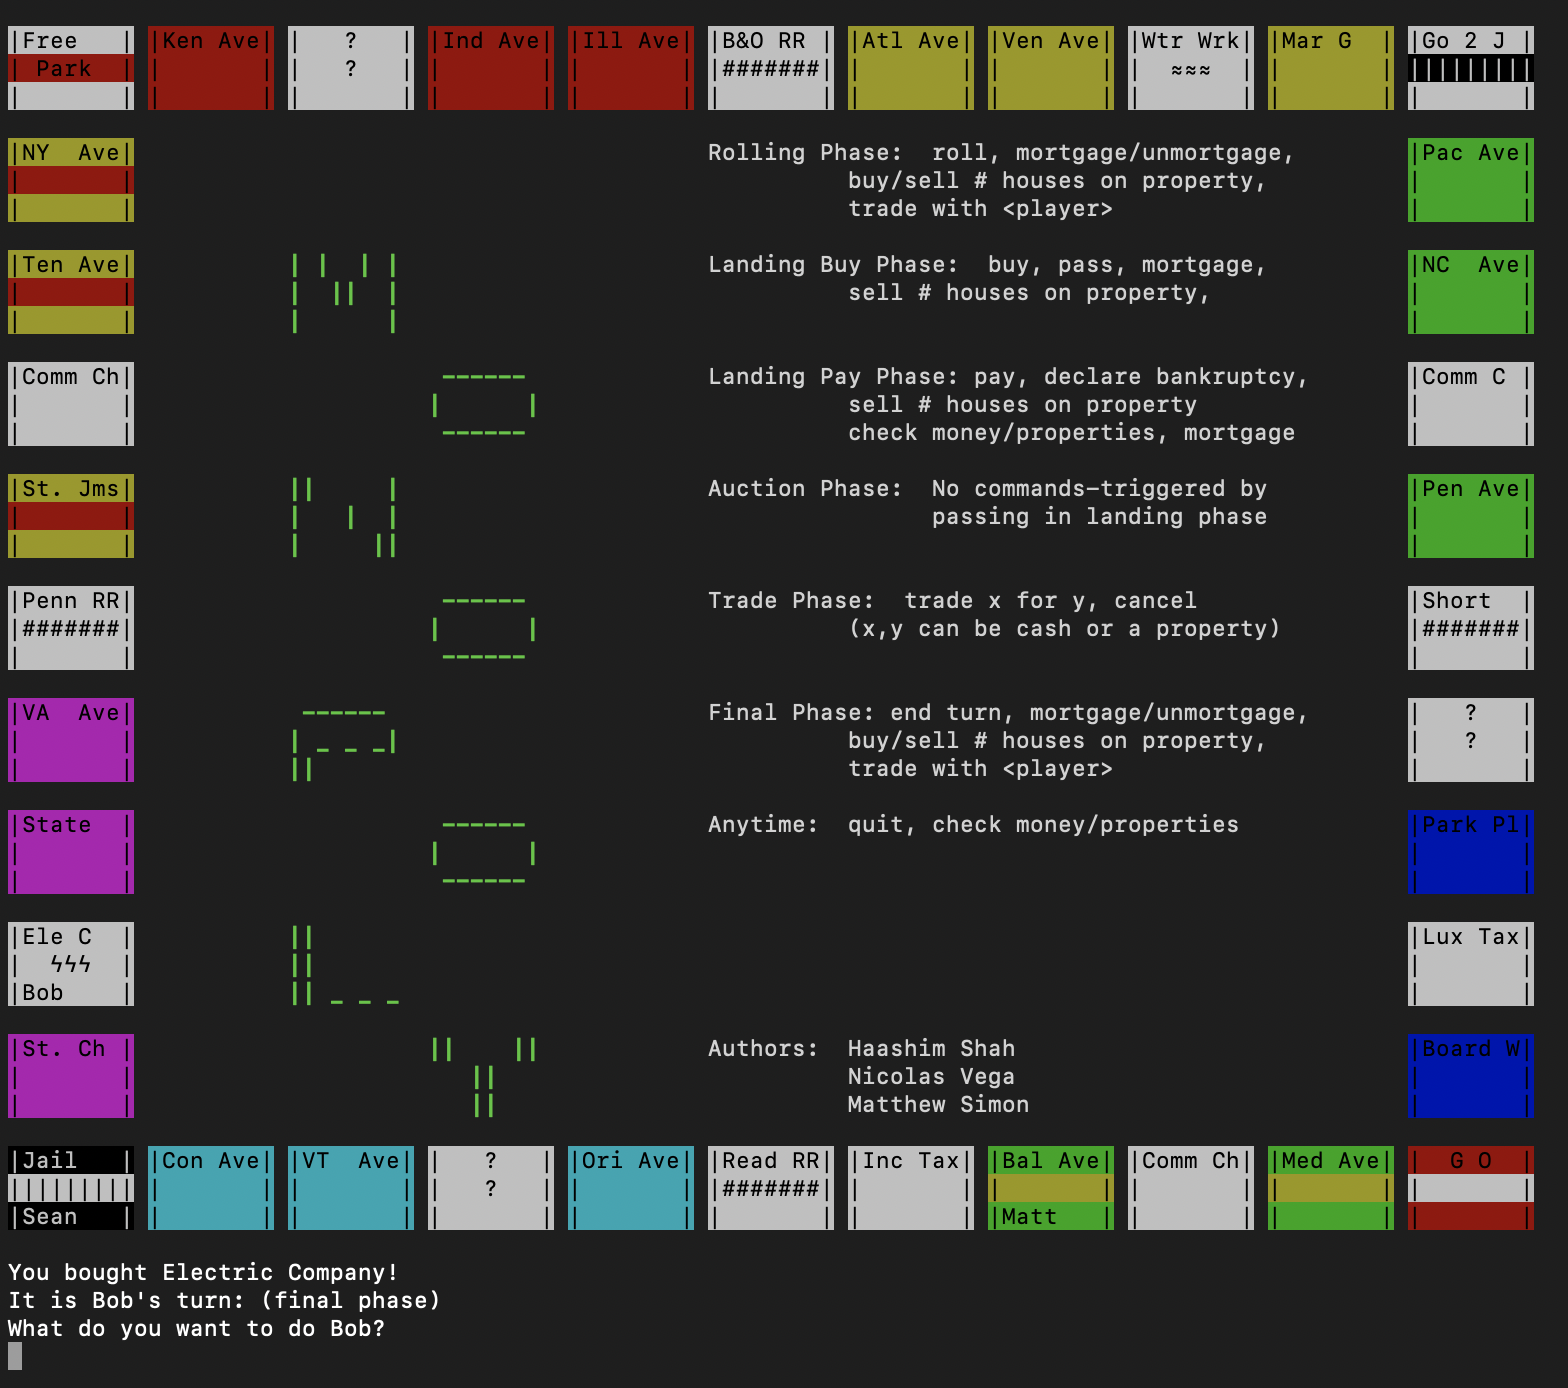 |Free   | |Ken Ave| |   ?   | |Ind Ave| |Ill Ave| |B&O RR | |Atl Ave| |Ven Ave| |Wtr Wrk| |Mar G  | |Go 2 J |
| Park  | |       | |   ?   | |       | |       | |#######| |       | |       | |  ≈≈≈  | |       | |||||||||
|NY  Ave| Rolling Phase:  roll, mortgage/unmortgage, |Pac Ave|
buy/sell # houses on property,
trade with <player>
|Ten Ave| Landing Buy Phase:  buy, pass, mortgage, |NC  Ave|
sell # houses on property,
|Comm Ch| Landing Pay Phase: pay, declare bankruptcy, |Comm C |
sell # houses on property
check money/properties, mortgage
|St. Jms| Auction Phase:  No commands—triggered by |Pen Ave|
passing in landing phase
|Penn RR| Trade Phase:  trade x for y, cancel |Short  |
|#######| (x,y can be cash or a property) |#######|
|VA  Ave| Final Phase: end turn, mortgage/unmortgage, |   ?   |
buy/sell # houses on property, |   ?   |
trade with <player>
|State  | Anytime:  quit, check money/properties |Park Pl|
|Ele C  | |Lux Tax|
|  ϟϟϟ  |
|Bob    |
|St. Ch | Authors:  Haashim Shah |Board W|
Nicolas Vega
Matthew Simon
|Jail   | |Con Ave| |VT  Ave| |   ?   | |Ori Ave| |Read RR| |Inc Tax| |Bal Ave| |Comm Ch| |Med Ave| |  G O  |
||||||||| |       | |       | |   ?   | |       | |#######| |       | |       | |       | |       | |       |
|Sean   | |       | |       | |       | |       | |       | |       | |Matt   | |       | |       | |       |
M
O
N
O
P
O
L
Y
You bought Electric Company!
It is Bob's turn: (final phase)
What do you want to do Bob?